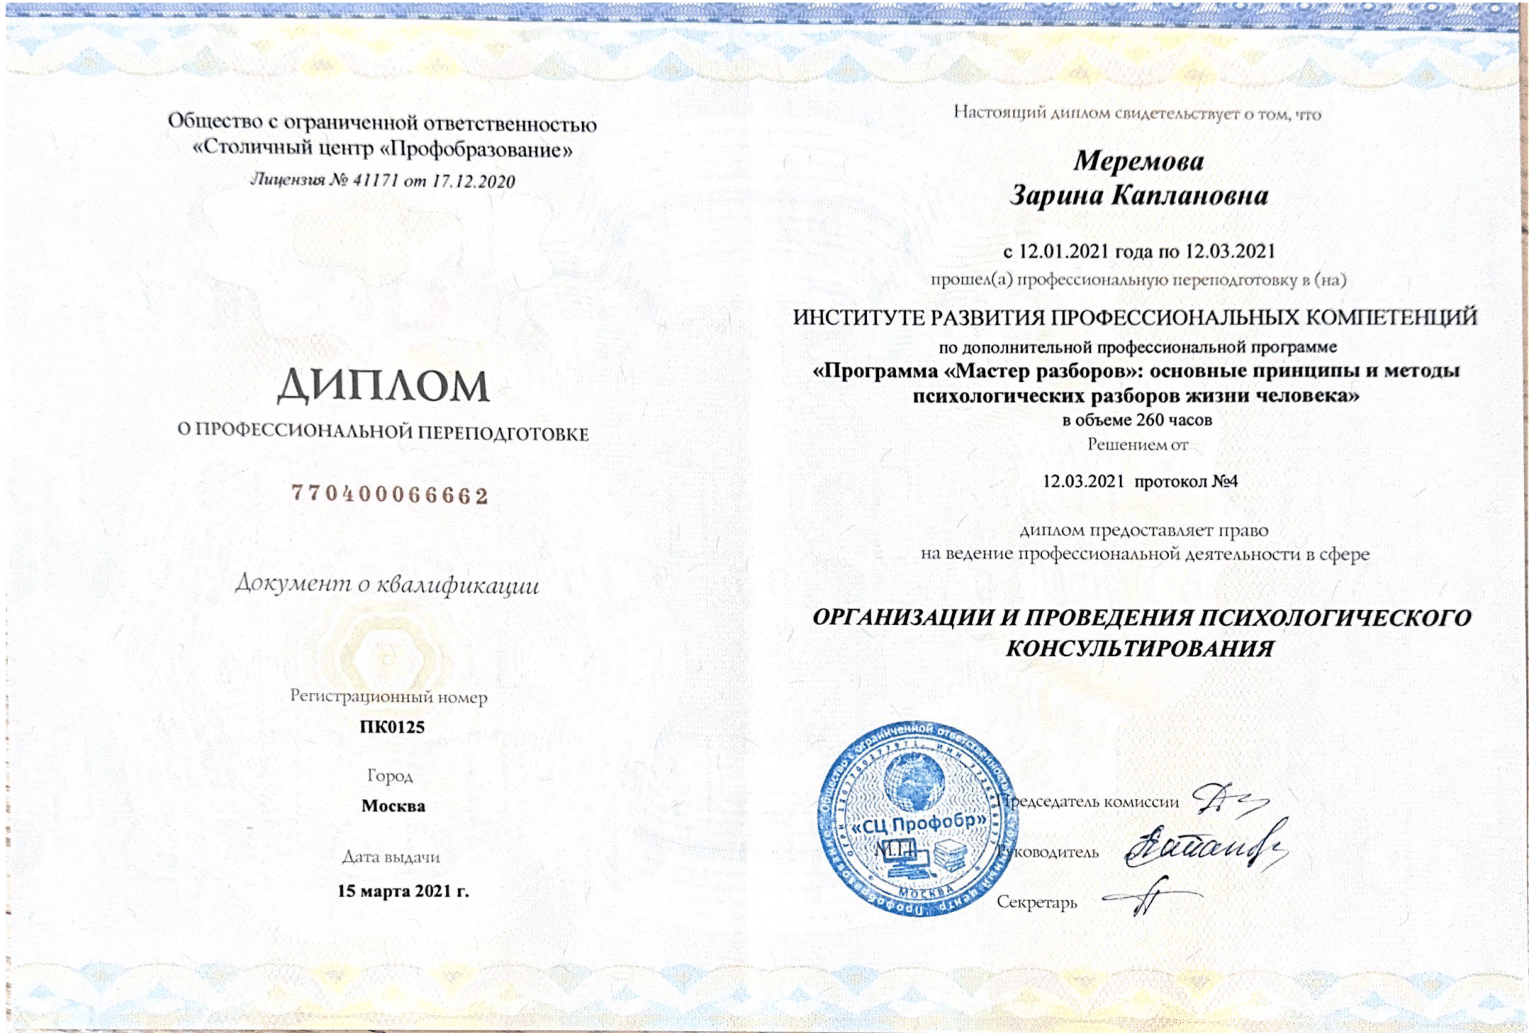 Общество с ограниченной ответственностью
«Столичный центр «Профобразование»
Лицензия № 41171 от 17.12.2020
ДИПЛОМ
О ПРОФЕССИОНАЛЬНОЙ ПЕРЕПОДГОТОВКЕ
770400066662
Документ о квалификации
Регистрационный номер
ПК0125
Город
Москва
Дата выдачи
15 марта 2021 г.
Настоящий диплом свидетельствует о том, что
Меремова
Зарина Каплановна
с 12.01.2021 года по 12.03.2021
прошел(а) профессиональную переподготовку в (на)
ИНСТИТУТЕ РАЗВИТИЯ ПРОФЕССИОНАЛЬНЫХ КОМПЕТЕНЦИЙ
по дополнительной профессиональной программе
«Программа «Мастер разборов»: основные принципы и методы
психологических разборов жизни человека»
в объеме 260 часов
Решением от
12.03.2021 протокол №4
диплом предоставляет право
на ведение профессиональной деятельности в сфере
ОРГАНИЗАЦИИ И ПРОВЕДЕНИЯ ПСИХОЛОГИЧЕСКОГО
КОНСУЛЬТИРОВАНИЯ
Председатель комиссии
Руководитель
Секретарь
М.П.
«СЦ Профобр»
МОСКВА